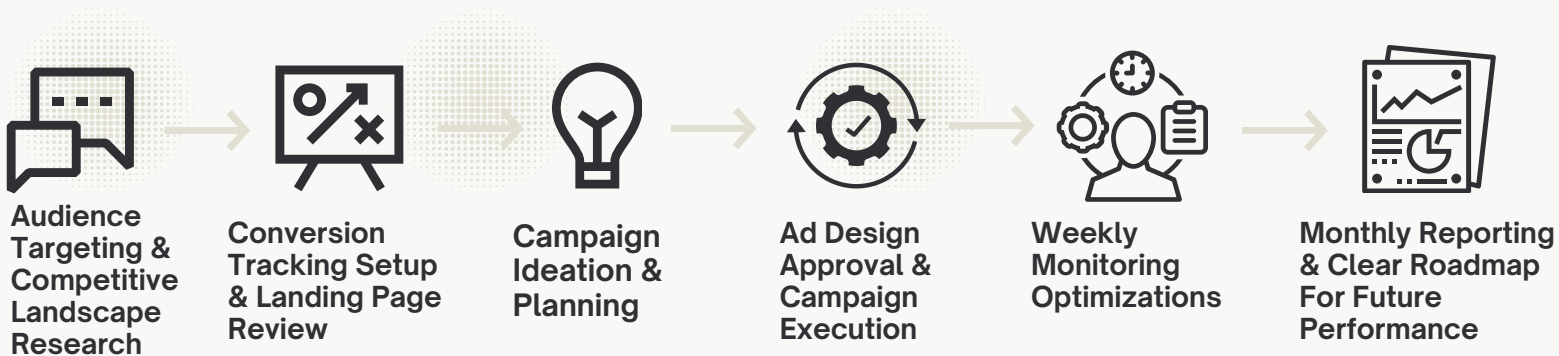 Audience
Targeting &
Competitive
Landscape
Research
Conversion
Tracking Setup
& Landing Page
Review
Campaign
Ideation &
Planning
Ad Design
Approval &
Campaign
Execution
Weekly
Monitoring
Optimizations
Monthly Reporting
& Clear Roadmap
For Future
Performance